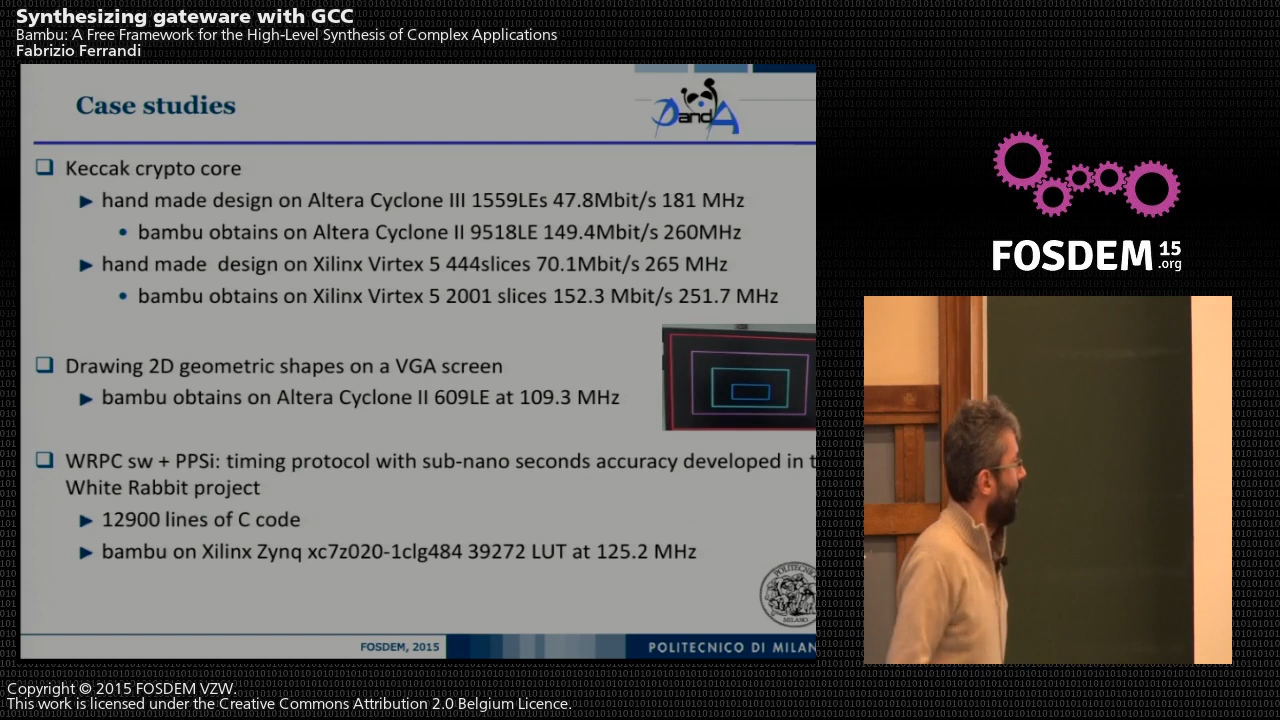 Synthesizing gateware with GCC
Bambu: A Free Framework for the High-Level Synthesis of Complex Applications
Fabrizio Ferrandi
Case studies
PandA
Keccak crypto core
hand made design on Altera Cyclone III 1559LEs 47.8Mbit/s 181 MHz
bambu obtains on Altera Cyclone II 9518LE 149.4Mbit/s 260MHz
hand made design on Xilinx Virtex 5 444slices 70.1Mbit/s 265 MHz
bambu obtains on Xilinx Virtex 5 2001 slices 152.3 Mbit/s 251.7 MHz
Drawing 2D geometric shapes on a VGA screen
bambu obtains on Altera Cyclone II 609LE at 109.3 MHz
WRPC sw + PPSi: timing protocol with sub-nano seconds accuracy developed in
White Rabbit project
12900 lines of C code
bambu on Xilinx Zynq xc7z020-1clg484 39272 LUT at 125.2 MHz
FOSDEM, 2015
POLITECNICO DI MILAN
FOSDEM 15
.org
Copyright © 2015 FOSDEM VZW.
This work is licensed under the Creative Commons Attribution 2.0 Belgium Licence.